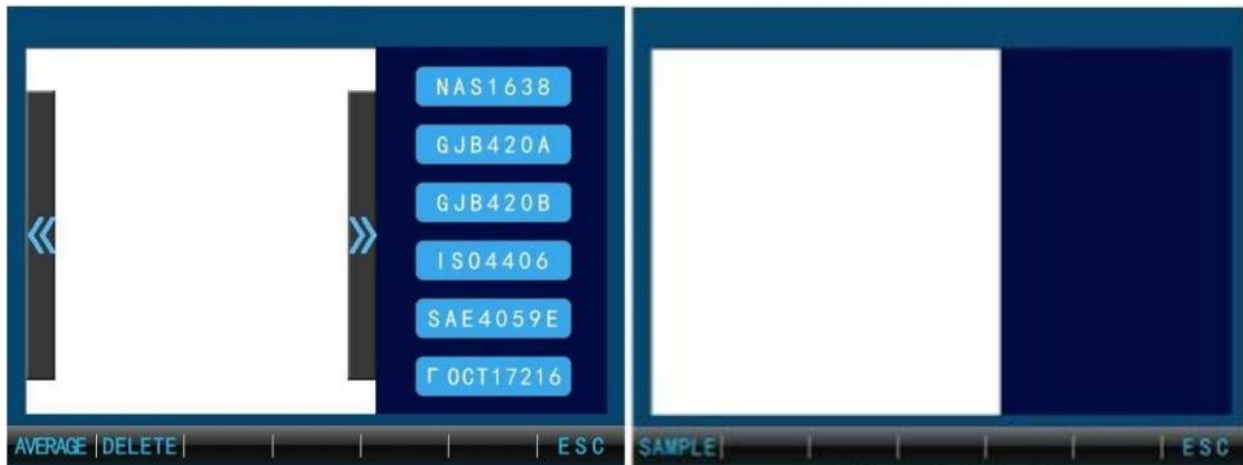 NAS1638
GJB420A
GJB420B
ISO4406
SAE4059E
ГOCT17216
AVERAGE DELETE ESC
SAMPLE ESC